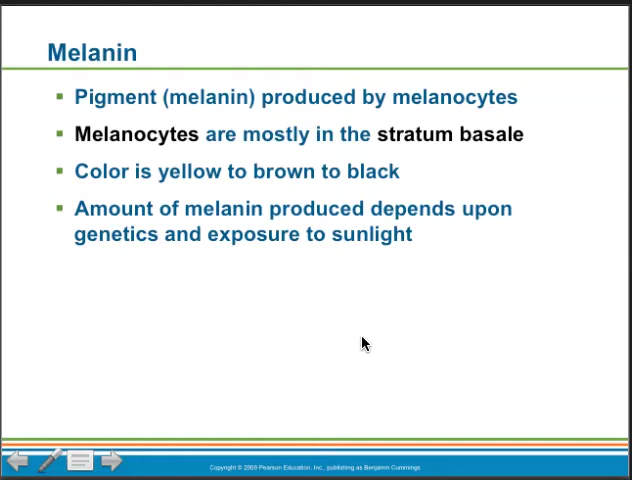 Melanin
▪ Pigment (melanin) produced by melanocytes
▪ Melanocytes are mostly in the stratum basale
▪ Color is yellow to brown to black
▪ Amount of melanin produced depends upon
genetics and exposure to sunlight
Copyright © 2009 Pearson Education, Inc., publishing as Benjamin Cummings